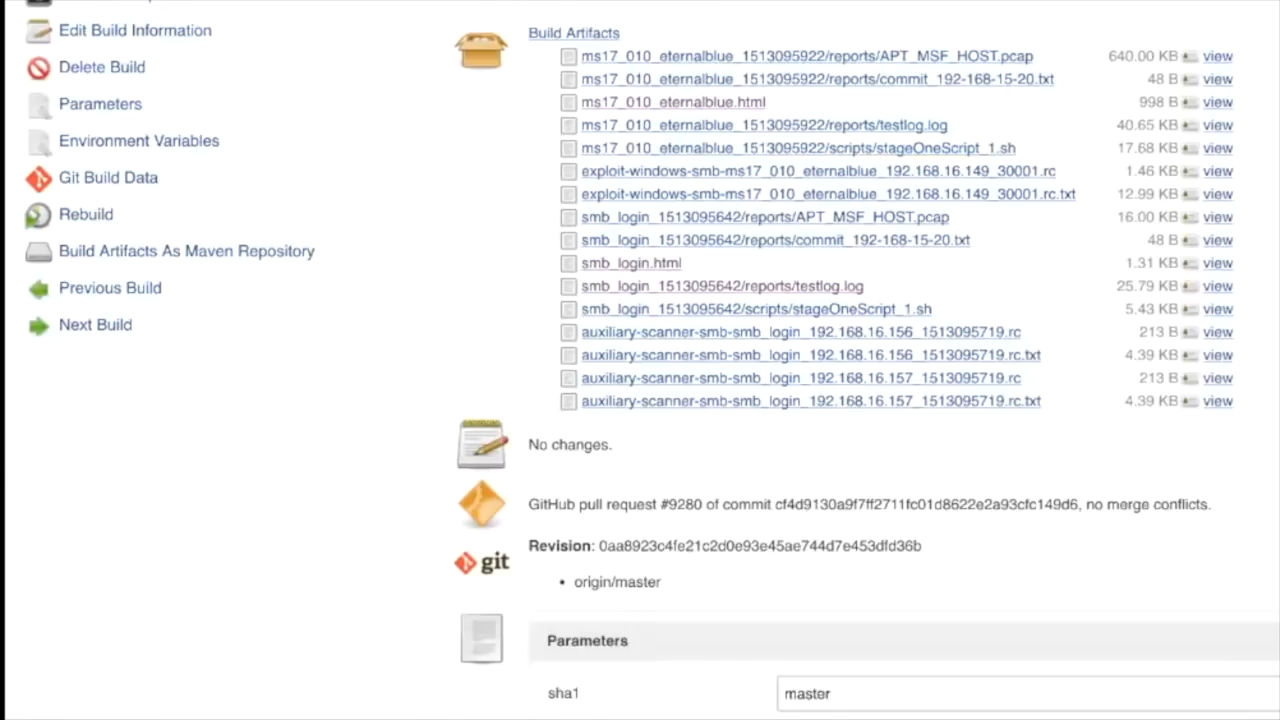 Edit Build Information
Delete Build
Parameters
Environment Variables
Git Build Data
Rebuild
Build Artifacts As Maven Repository
Previous Build
Next Build
Build Artifacts
ms17_010_eternalblue_1513095922/reports/APT_MSF_HOST.pcap 640.00 KB view
ms17_010_eternalblue_1513095922/reports/commit_192-168-15-20.txt 48 B view
ms17_010_eternalblue.html 998 B view
ms17_010_eternalblue_1513095922/reports/testlog.log 40.65 KB view
ms17_010_eternalblue_1513095922/scripts/stageOneScript_1.sh 17.68 KB view
exploit-windows-smb-ms17_010_eternalblue_192.168.16.149_30001.rc 1.46 KB view
exploit-windows-smb-ms17_010_eternalblue_192.168.16.149_30001.rc.txt 12.99 KB view
smb_login_1513095642/reports/APT_MSF_HOST.pcap 16.00 KB view
smb_login_1513095642/reports/commit_192-168-15-20.txt 48 B view
smb_login.html 1.31 KB view
smb_login_1513095642/reports/testlog.log 25.79 KB view
smb_login_1513095642/scripts/stageOneScript_1.sh 5.43 KB view
auxiliary-scanner-smb-smb_login_192.168.16.156_1513095719.rc 213 B view
auxiliary-scanner-smb-smb_login_192.168.16.156_1513095719.rc.txt 4.39 KB view
auxiliary-scanner-smb-smb_login_192.168.16.157_1513095719.rc 213 B view
auxiliary-scanner-smb-smb_login_192.168.16.157_1513095719.rc.txt 4.39 KB view
No changes.
GitHub pull request #9280 of commit cf4d9130a9f7ff2711fc01d8622e2a93cfc149d6, no merge conflicts.
Revision: 0aa8923c4fe21c2d0e93e45ae744d7e453dfd36b
git
• origin/master
Parameters
sha1 master